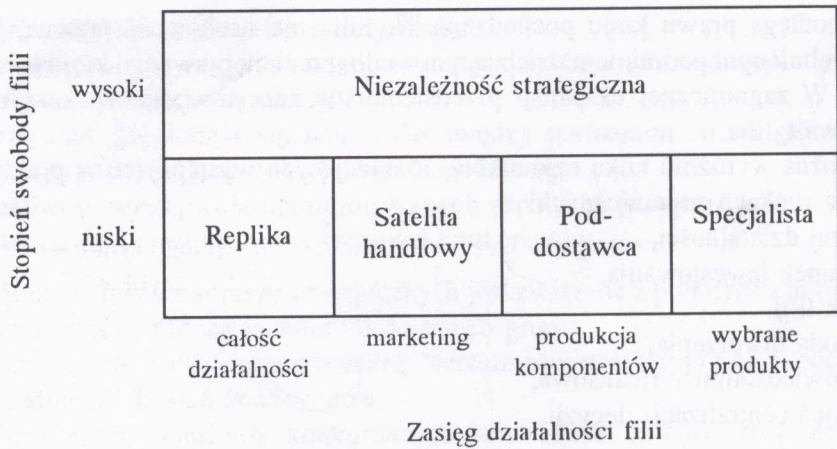 Stopień swobody filii
wysoki
Niezależność strategiczna
niski
Replika
Satelita
handlowy
Pod-
dostawca
Specjalista
całość
działalności
marketing
produkcja
komponentów
wybrane
produkty
Zasięg działalności filii